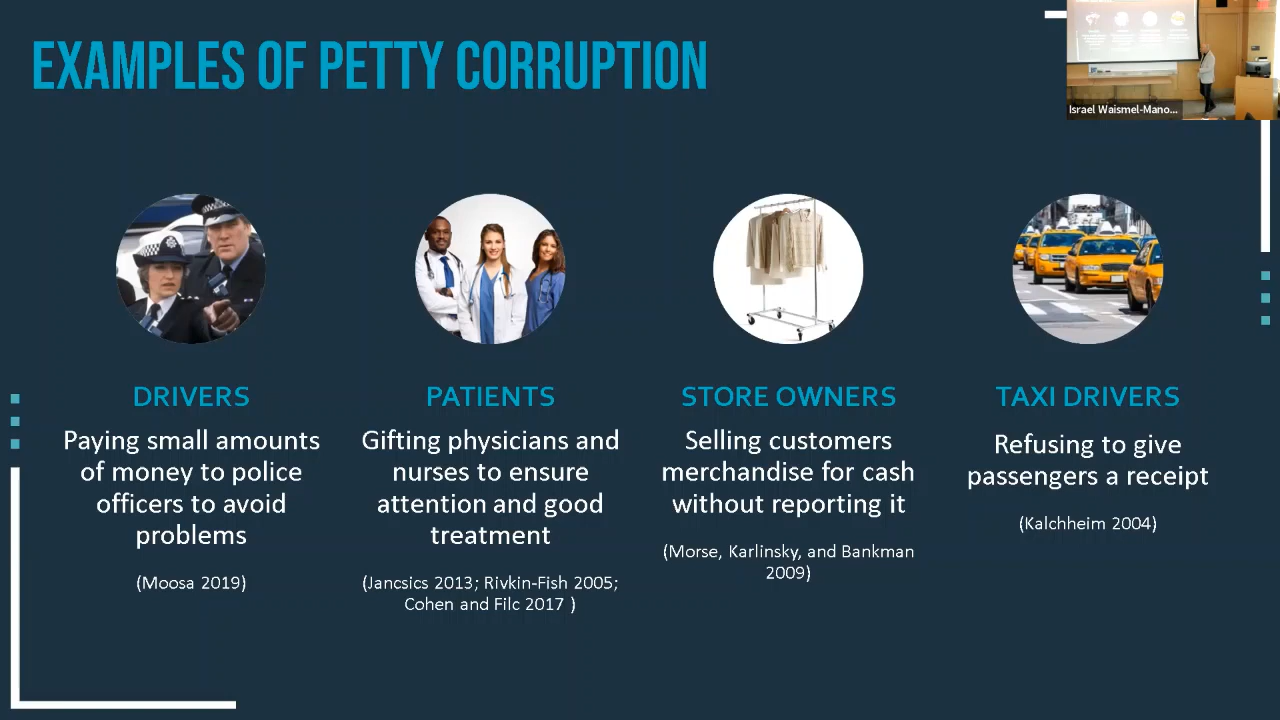 EXAMPLES OF PETTY CORRUPTION
Israel Waismel-Mano...
DRIVERS
Paying small amounts
of money to police
officers to avoid
problems
(Moosa 2019)
PATIENTS
Gifting physicians and
nurses to ensure
attention and good
treatment
(Jancsics 2013; Rivkin-Fish 2005;
Cohen and Filc 2017 )
STORE OWNERS
Selling customers
merchandise for cash
without reporting it
(Morse, Karlinsky, and Bankman
2009)
TAXI DRIVERS
Refusing to give
passengers a receipt
(Kalchheim 2004)